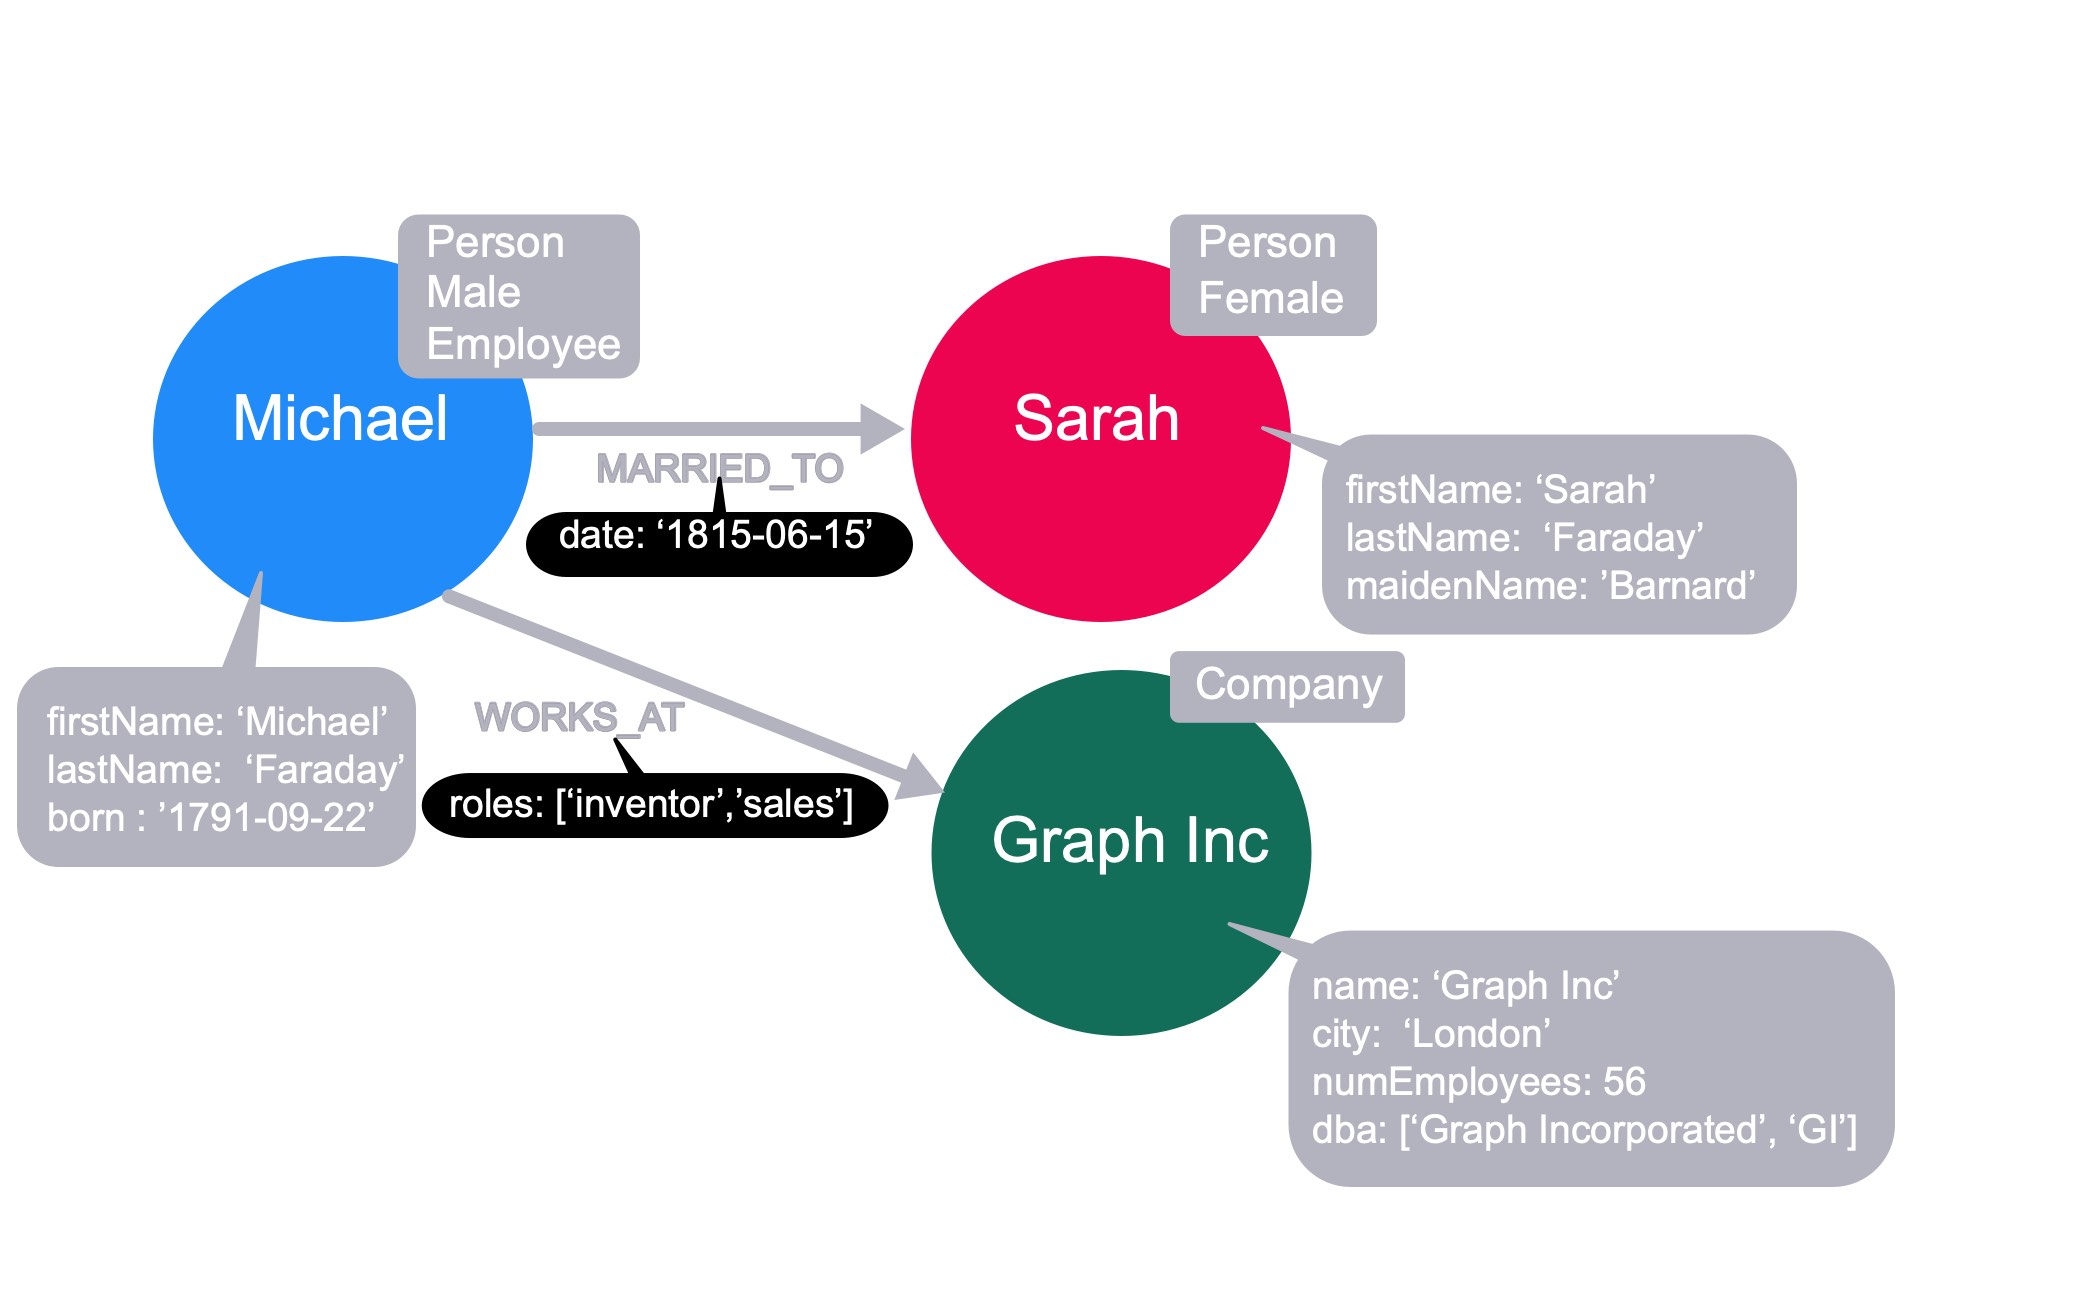 Person
Male
Employee
Michael
Person
Female
Sarah
MARRIED_TO
date: ‘1815-06-15’
firstName: ‘Sarah’
lastName:  ‘Faraday’
maidenName: ’Barnard’
firstName: ‘Michael’
lastName:  ‘Faraday’
born : ’1791-09-22’
WORKS_AT
roles: [‘inventor’,’sales’]
Company
Graph Inc
name: ‘Graph Inc’
city:  ‘London’
numEmployees: 56
dba: [‘Graph Incorporated’, ‘GI’]